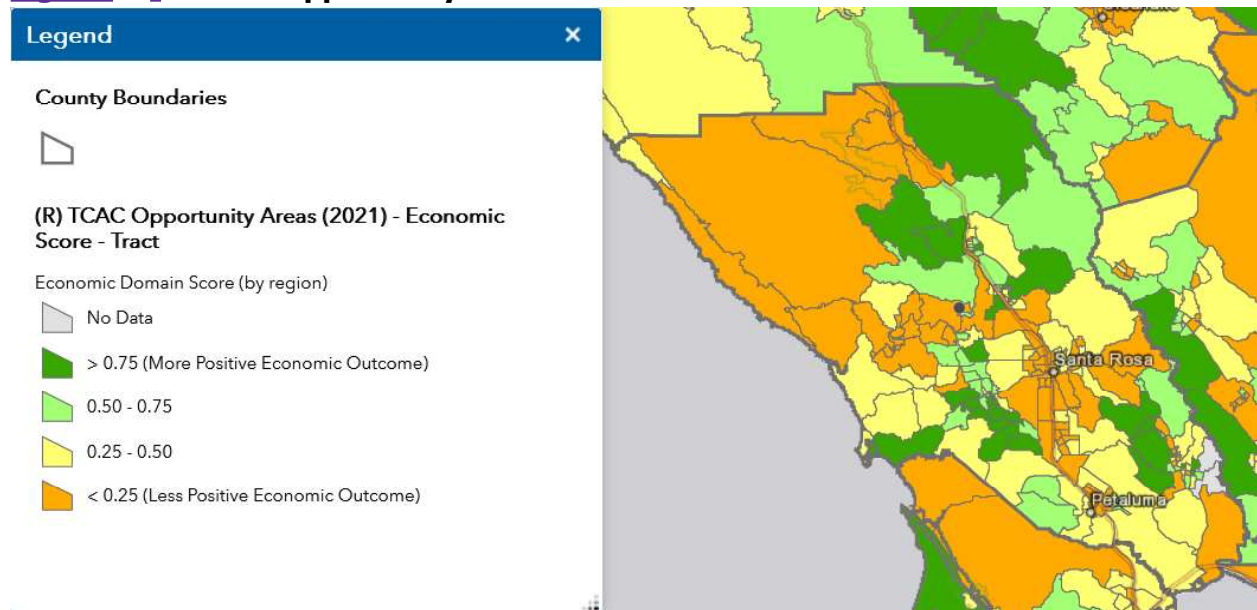 Legend ×
County Boundaries
(R) TCAC Opportunity Areas (2021) - Economic
Score - Tract
Economic Domain Score (by region)
No Data
> 0.75 (More Positive Economic Outcome)
0.50 - 0.75
0.25 - 0.50
< 0.25 (Less Positive Economic Outcome)
Santa Rosa
Petaluma